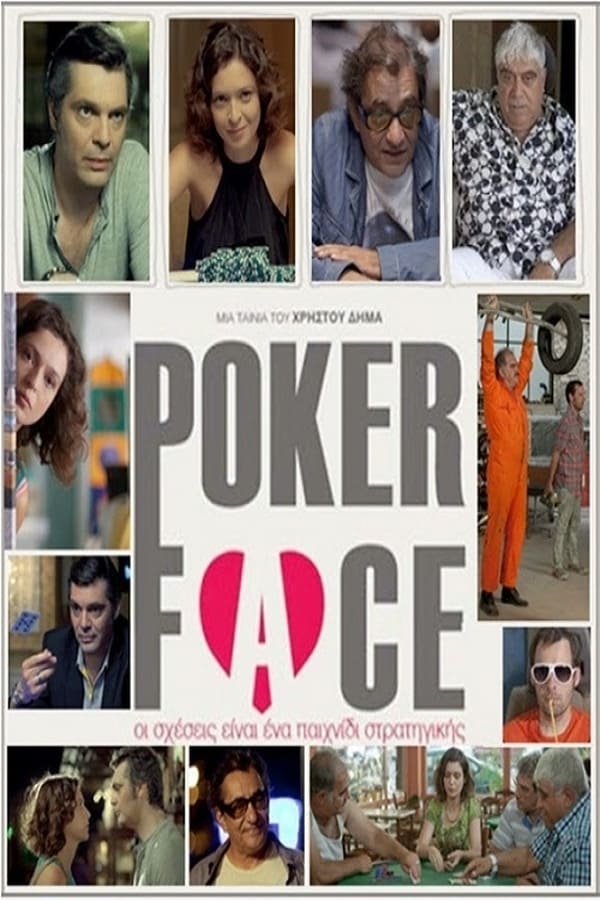 ΜΙΑ ΤΑΙΝΙΑ ΤΟΥ ΧΡΗΣΤΟΥ ΔΗΜΑ
POKER
FACE
οι σχέσεις είναι ένα παιχνίδι στρατηγικής